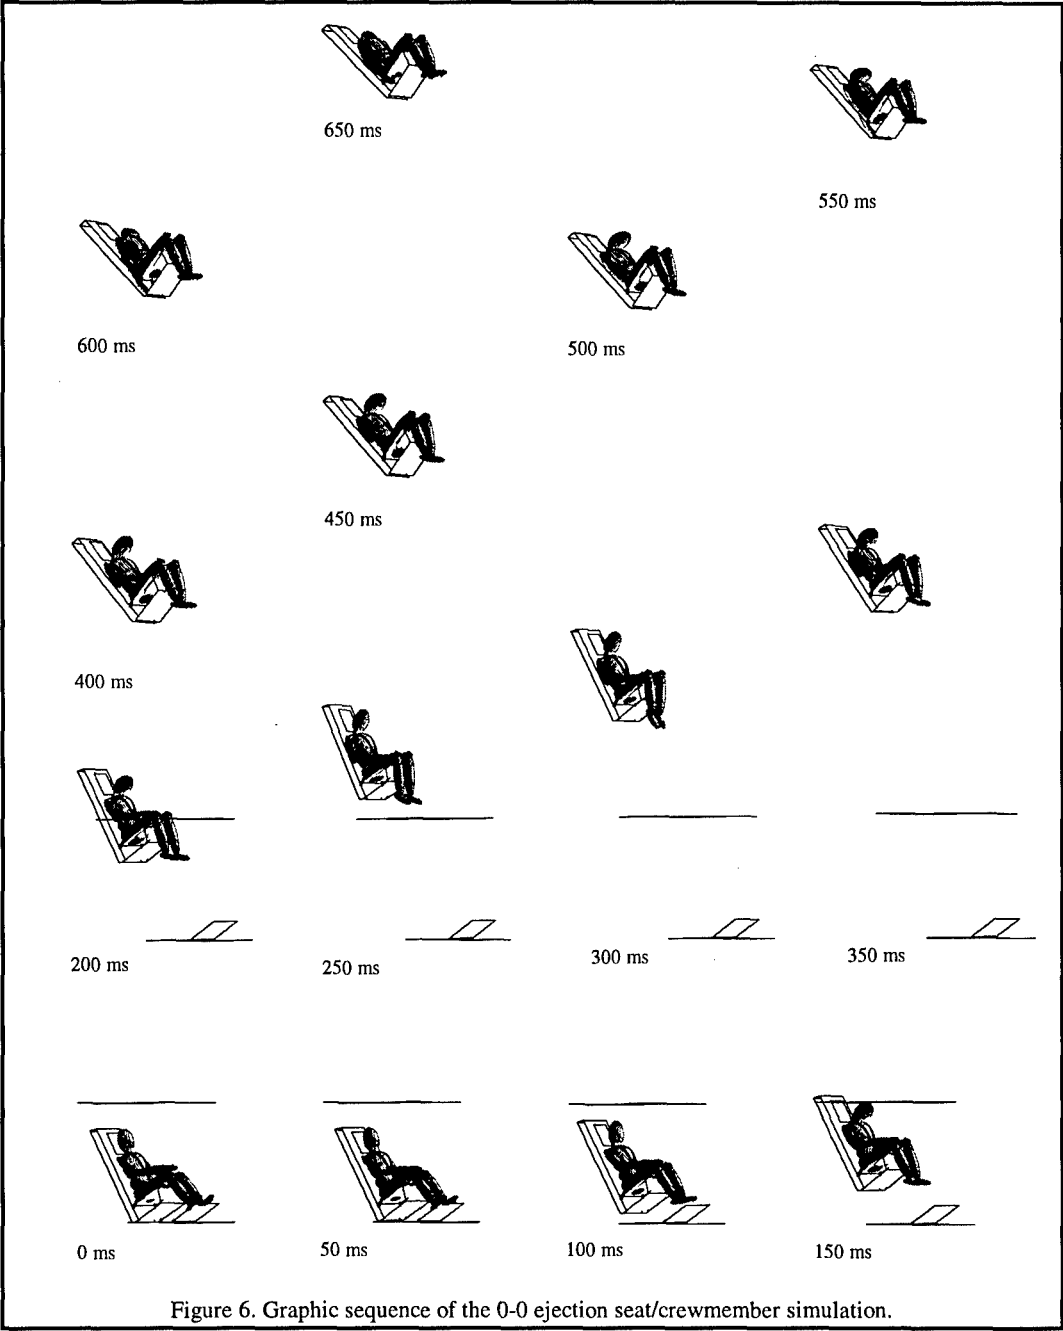 650 ms
550 ms
600 ms
500 ms
450 ms
400 ms
200 ms
250 ms
300 ms
350 ms
0 ms
50 ms
100 ms
150 ms
Figure 6. Graphic sequence of the 0-0 ejection seat/crewmember simulation.